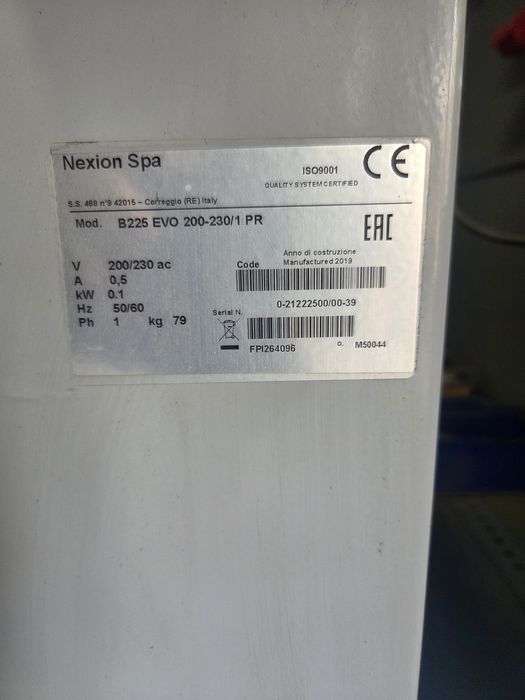 Nexion Spa
ISO9001
QUALITY SYSTEM CERTIFIED
CE
S.S. 468 n°9 42015 – Correggio (RE) Italy
Mod. B225 EVO 200-230/1 PR
EAC
Anno di costruzione
Code Manufactured 2019
V 200/230 ac
A 0,5
kW 0.1
Hz 50/60
Ph 1 kg 79
0-21222500/00-39
Serial N.
FPI264096
o. M50044